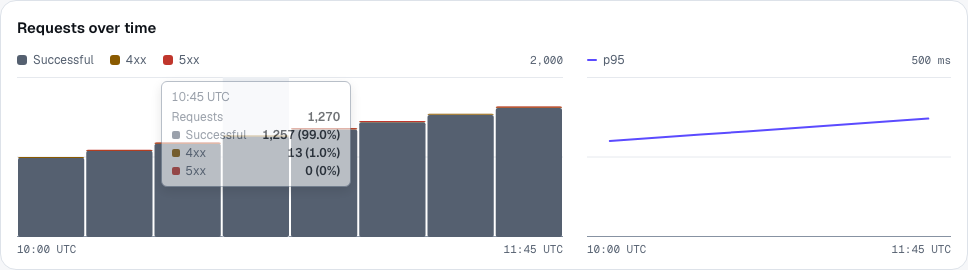 Requests over time
Successful 4xx 5xx 2,000
p95 500 ms
10:45 UTC
Requests 1,270
Successful 1,257 (99.0%)
4xx 13 (1.0%)
5xx 0 (0%)
10:00 UTC 11:45 UTC
10:00 UTC 11:45 UTC